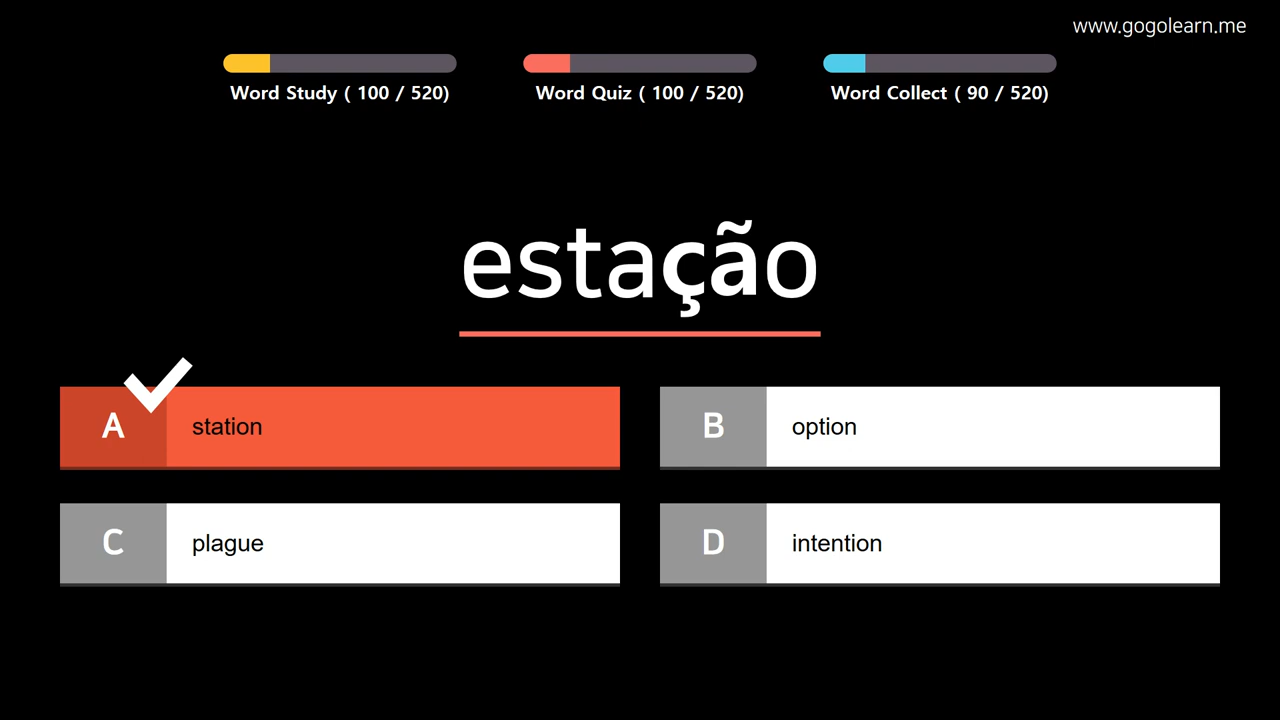 www.gogolearn.me
Word Study ( 100 / 520)
Word Quiz ( 100 / 520)
Word Collect ( 90 / 520)
estação
A station
B option
C plague
D intention